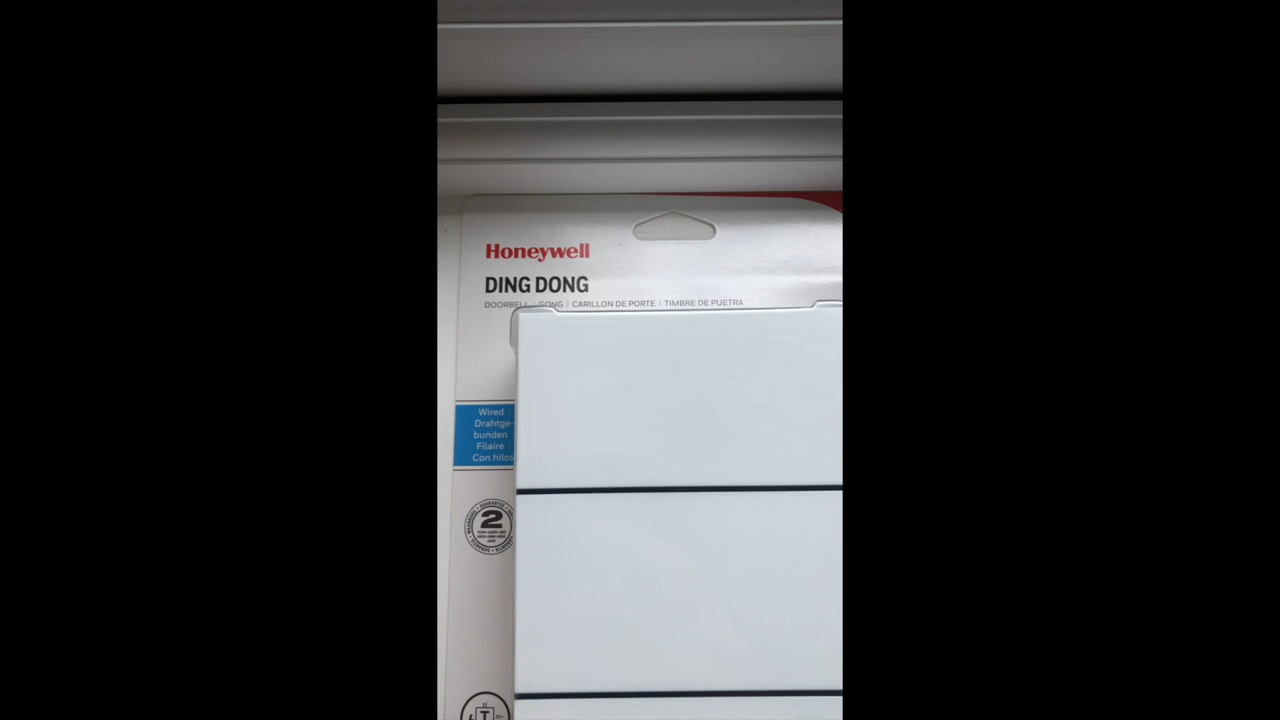 Honeywell
DING DONG
DOORBELL | GONG | CARILLON DE PORTE | TIMBRE DE PUETRA
Wired |
Drahtge-
bunden
Filaire |
Con hilos
2